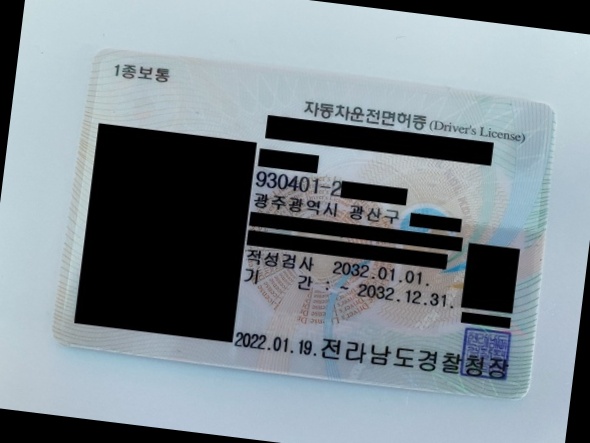 1종보통
자동차운전면허증 (Driver's License)
930401-2
광주광역시 광산구
적성검사 2032.01.01.
기 간 : ~ 2032.12.31.
2022.01.19. 전라남도경찰청장